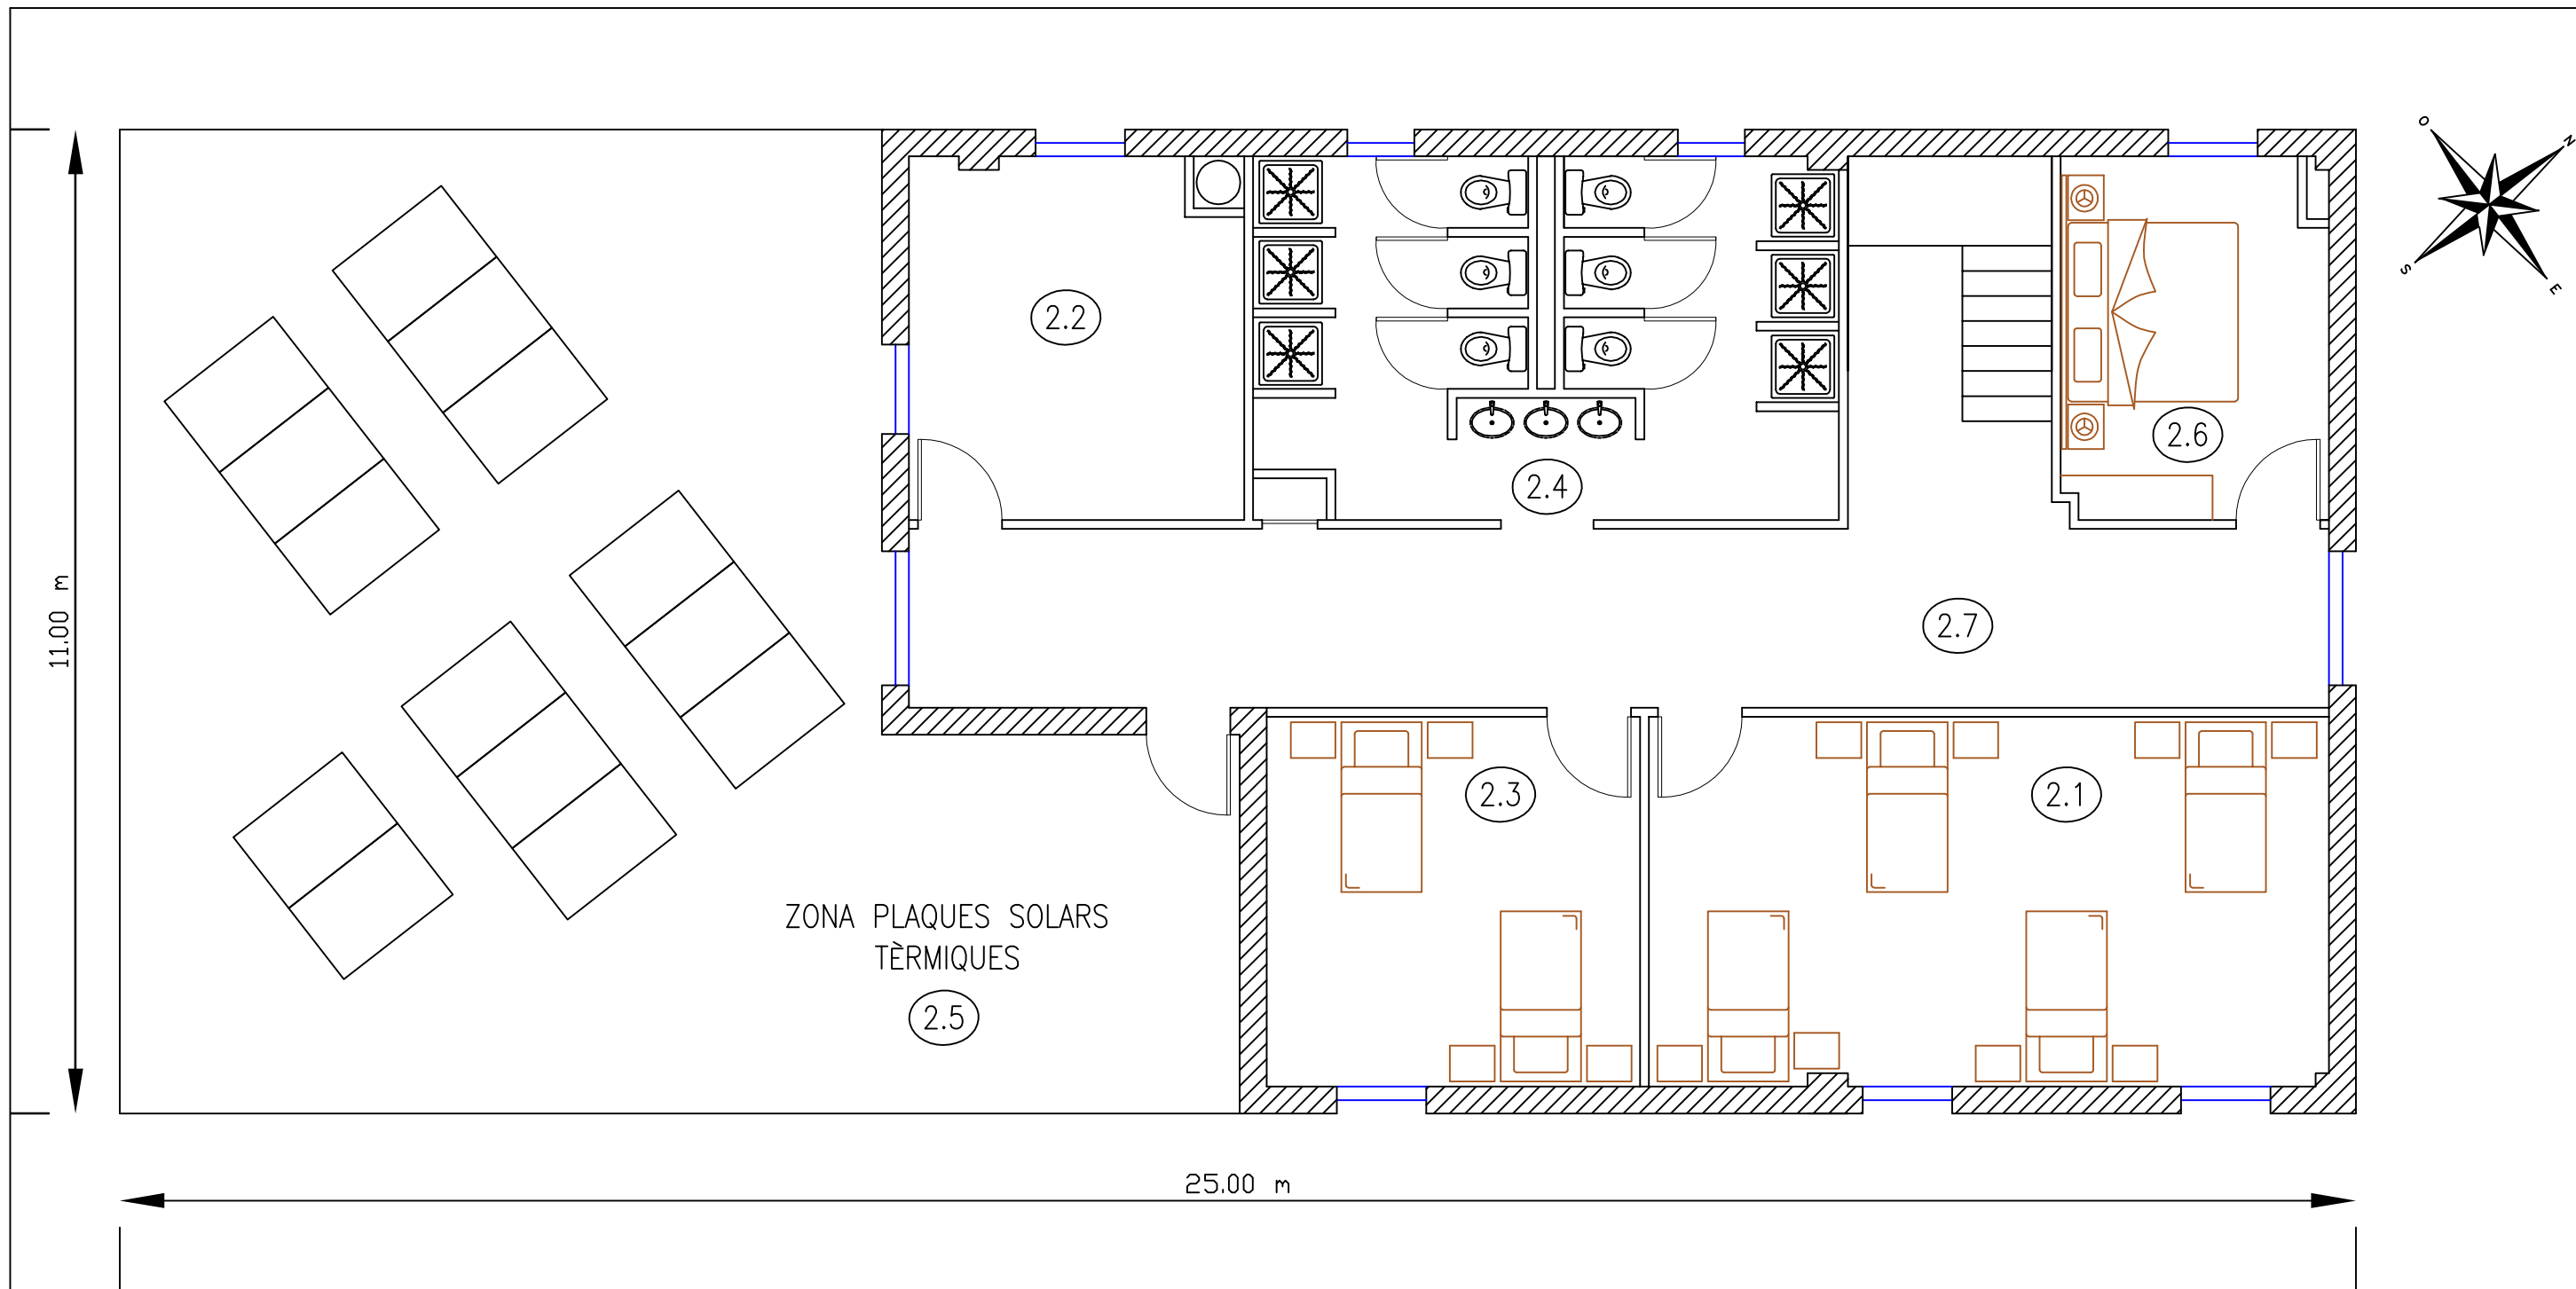 O
N
S
E
2.2
2.6
2.4
11.00 m
2.7
2.3
2.1
ZONA PLAQUES SOLARS
TÈRMIQUES
2.5
25.00 m